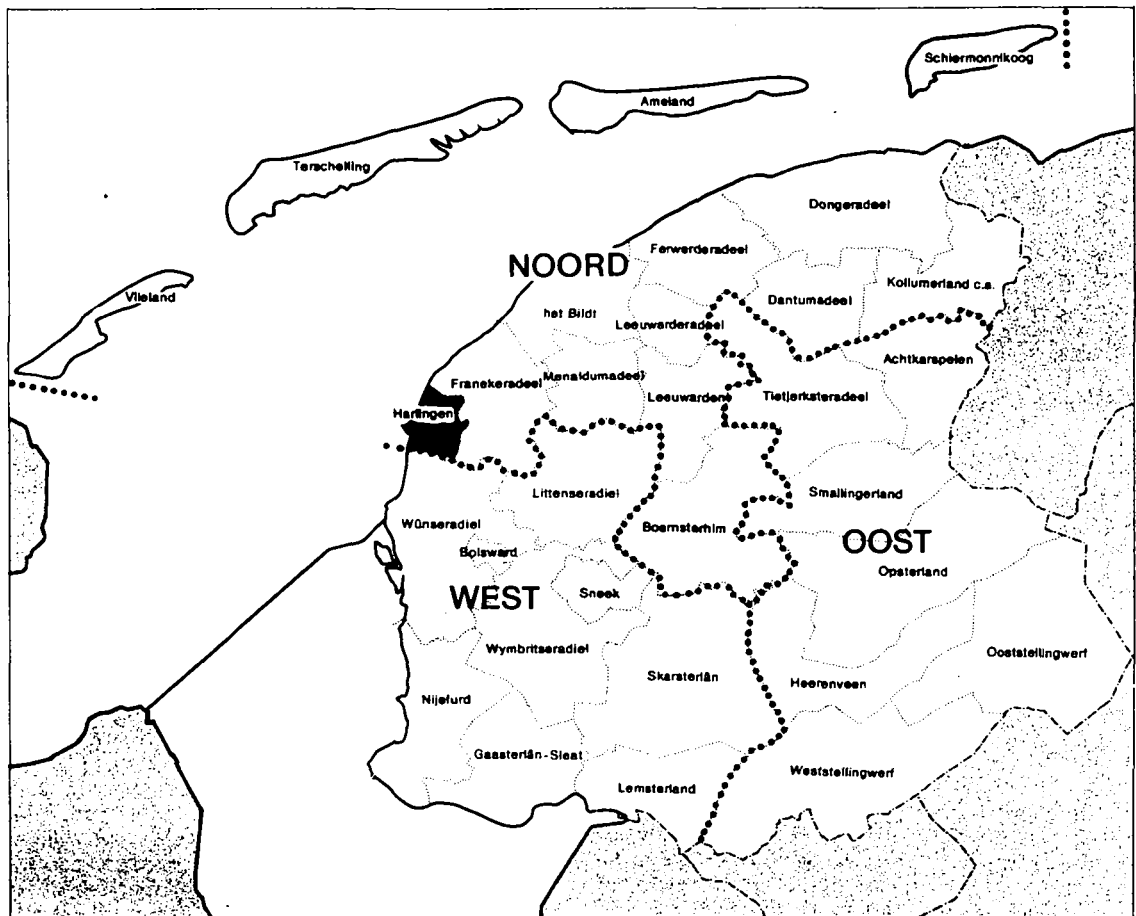 Schiermonnikoog
Ameland
Terschelling
Dongeradeel
Ferwerderadeel
NOORD
Kollumerland c.a.
Vlieland
Dantumadeel
het Bildt
Leeuwarderadeel
Achtkarspelen
Menaldumadeel
Franekeradeel
Leeuwarden
Tietjerksteradeel
Harlingen
Littenseradiel
Smallingerland
Wûnseradiel
Boarnsterhim
OOST
Bolsward
Opsterland
WEST
Sneek
Wymbritseradiel
Ooststellingwerf
Skarsterlân
Heerenveen
Nijefurd
Gaasterlân-Sleat
Weststellingwerf
Lemsterland